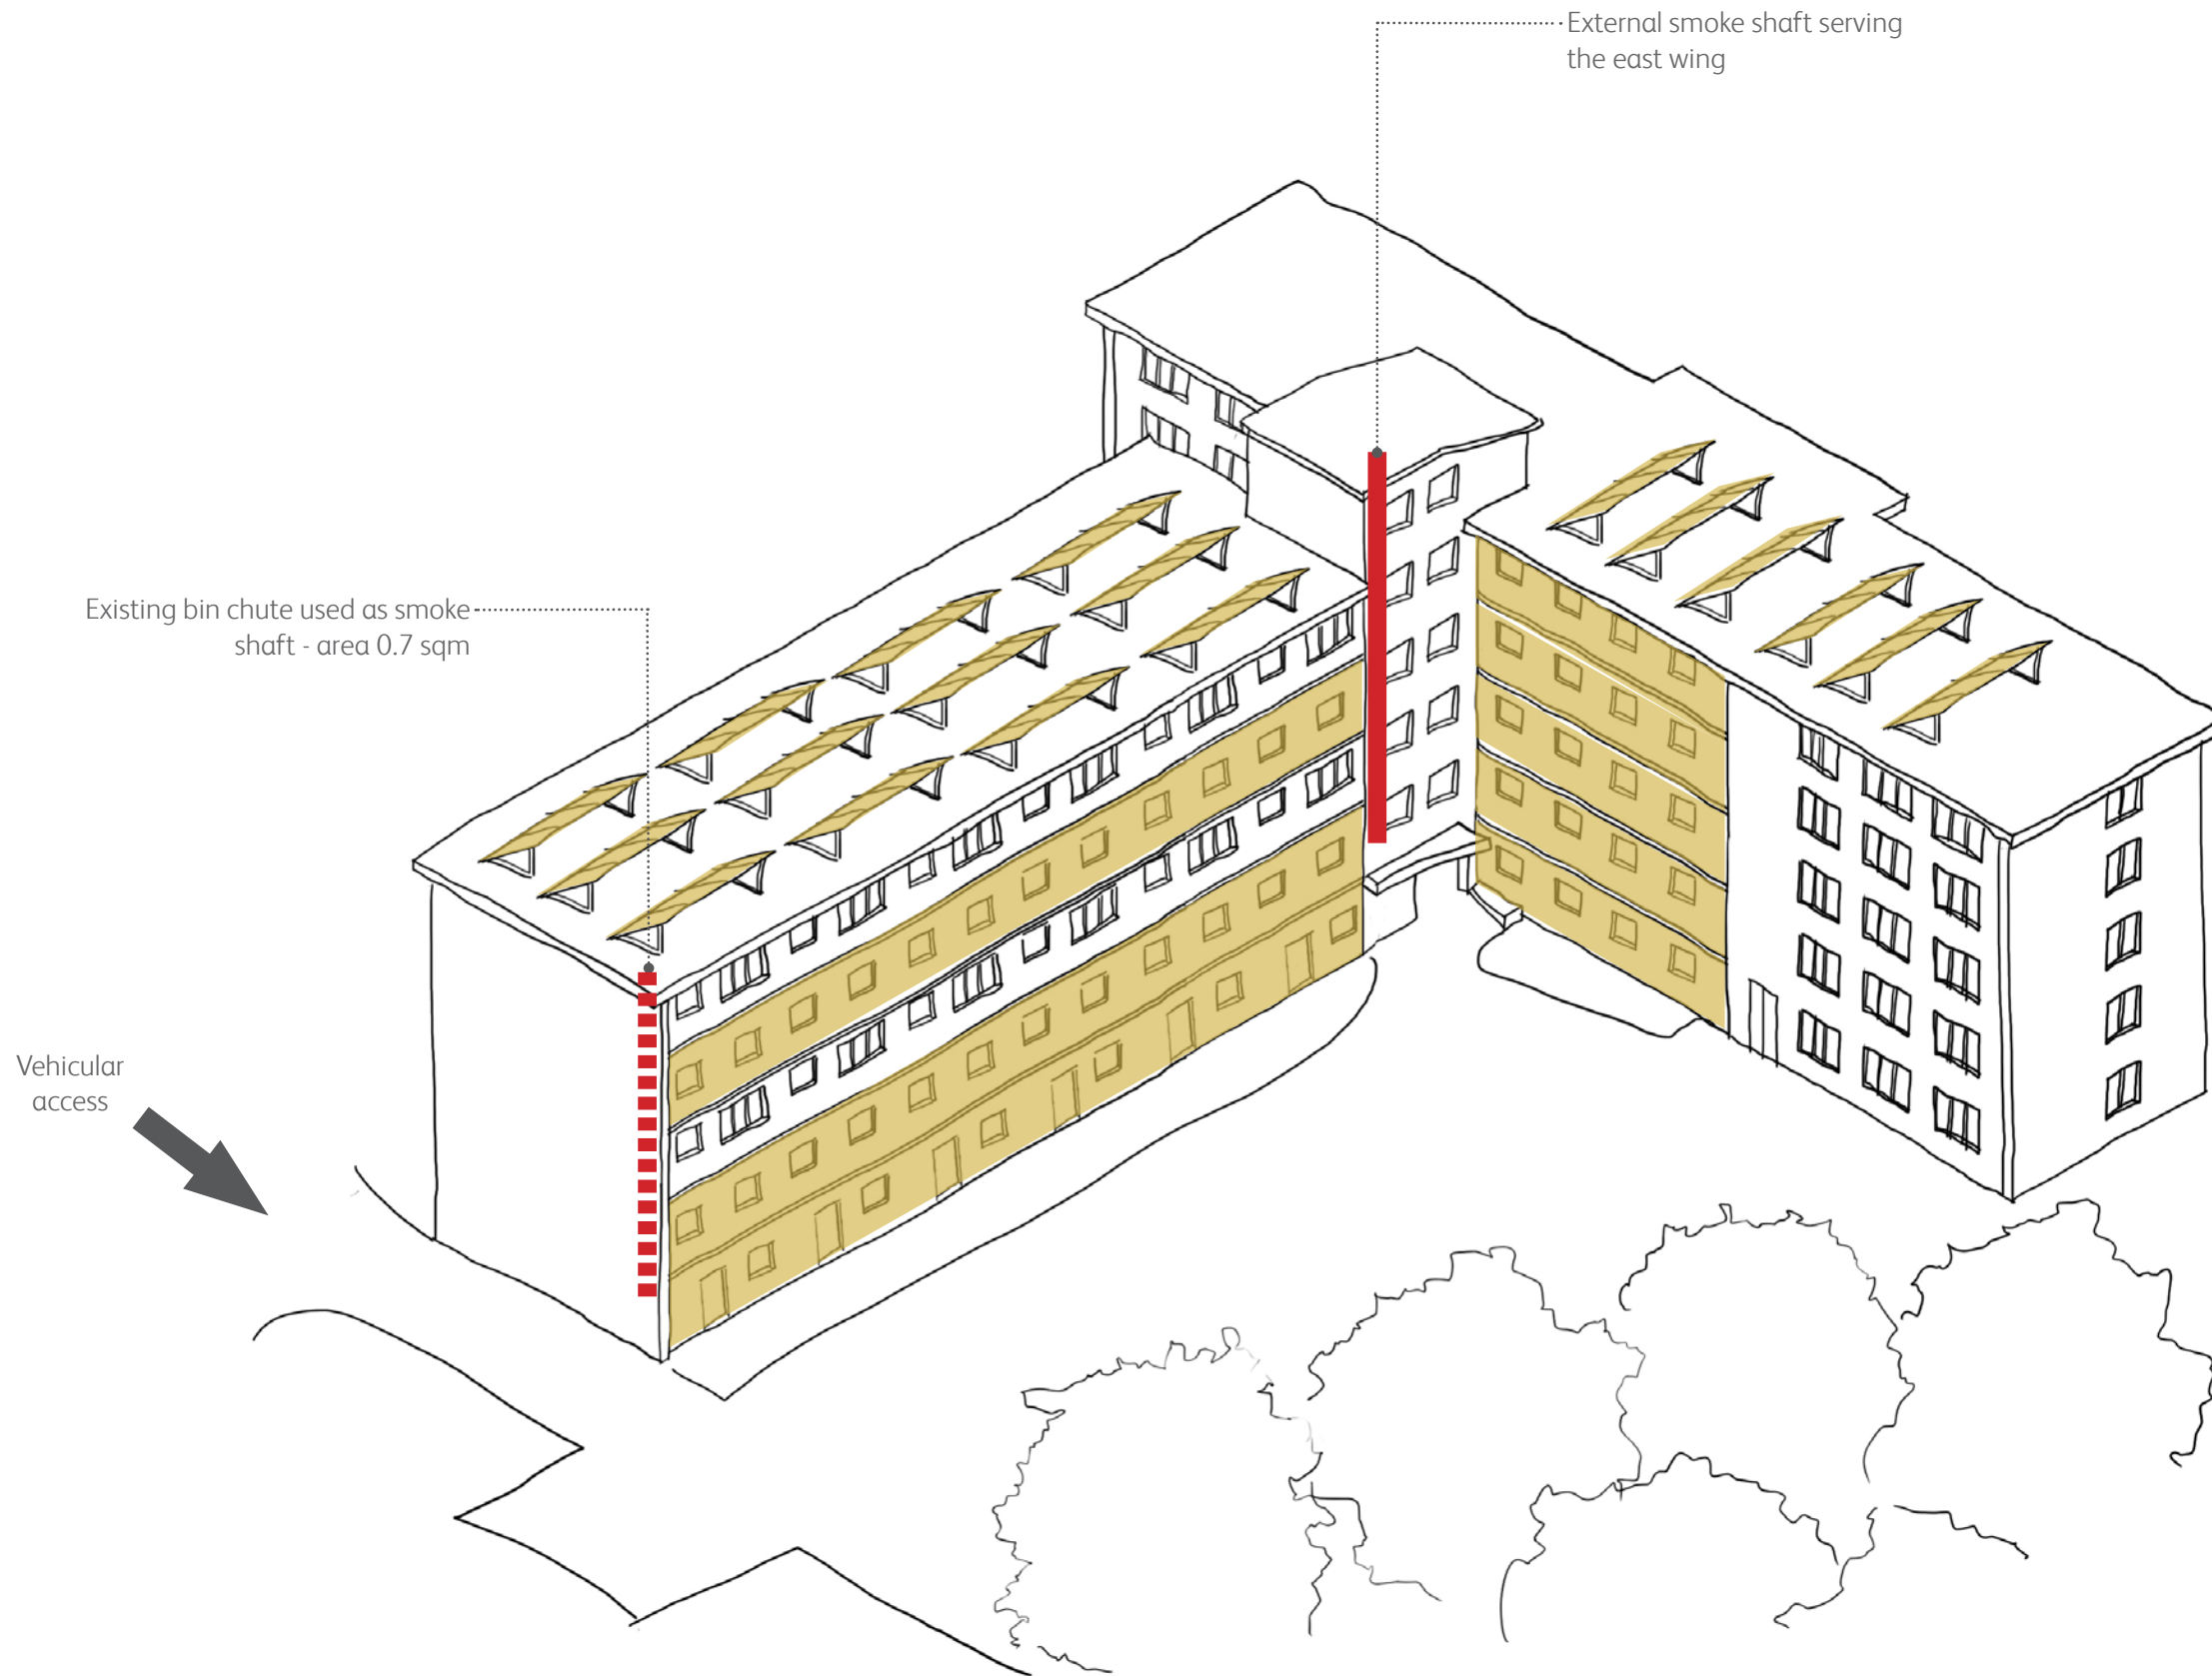 External smoke shaft serving
the east wing
Existing bin chute used as smoke
shaft - area 0.7 sqm
Vehicular
access